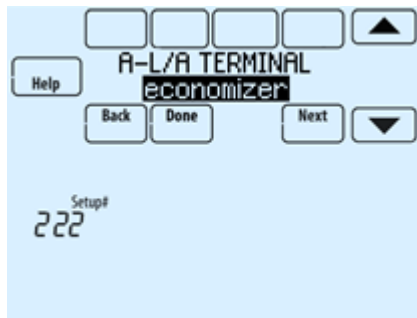 A-L/A TERMINAL
Help
economizer
Back Done Next
Setup#
222